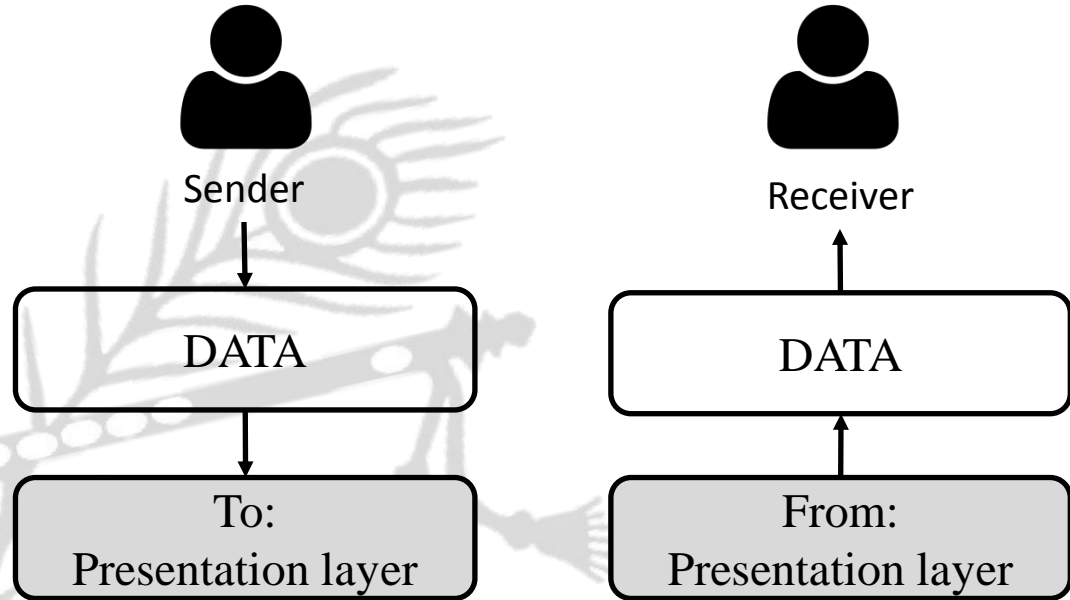 Sender
DATA
To:
Presentation layer
Receiver
DATA
From:
Presentation layer